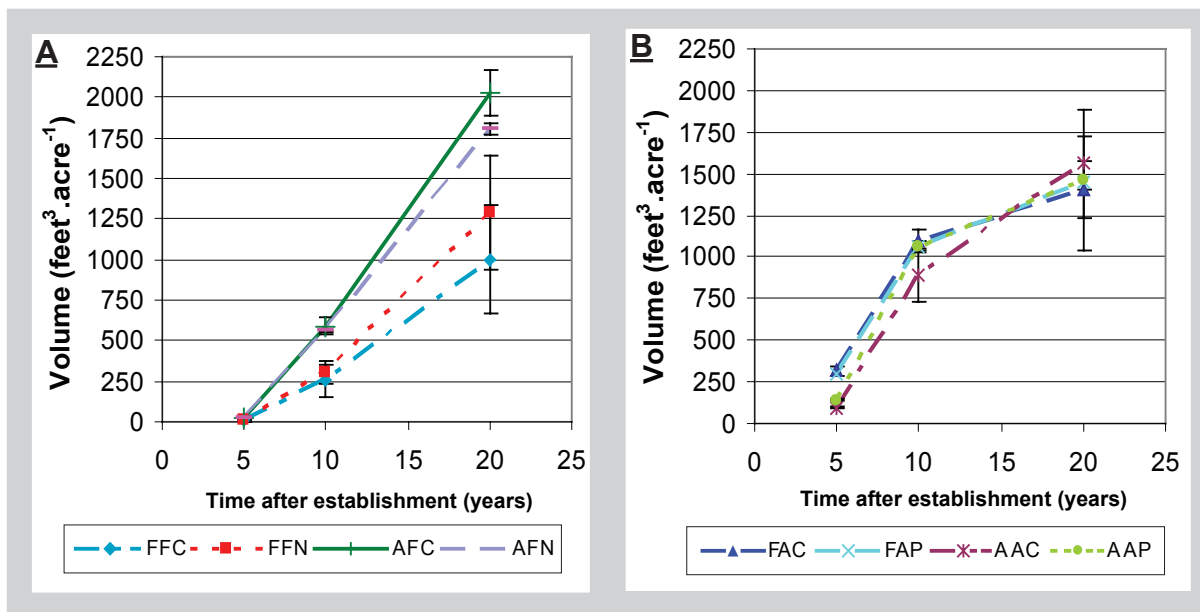 A
Volume (feet³.acre⁻¹)
2250
2000
1750
1500
1250
1000
750
500
250
0
0 5 10 15 20 25
Time after establishment (years)
FFC FFN AFC AFN
B
Volume (feet³.acre⁻¹)
2250
2000
1750
1500
1250
1000
750
500
250
0
0 5 10 15 20 25
Time after establishment (years)
FAC FAP AAC AAP